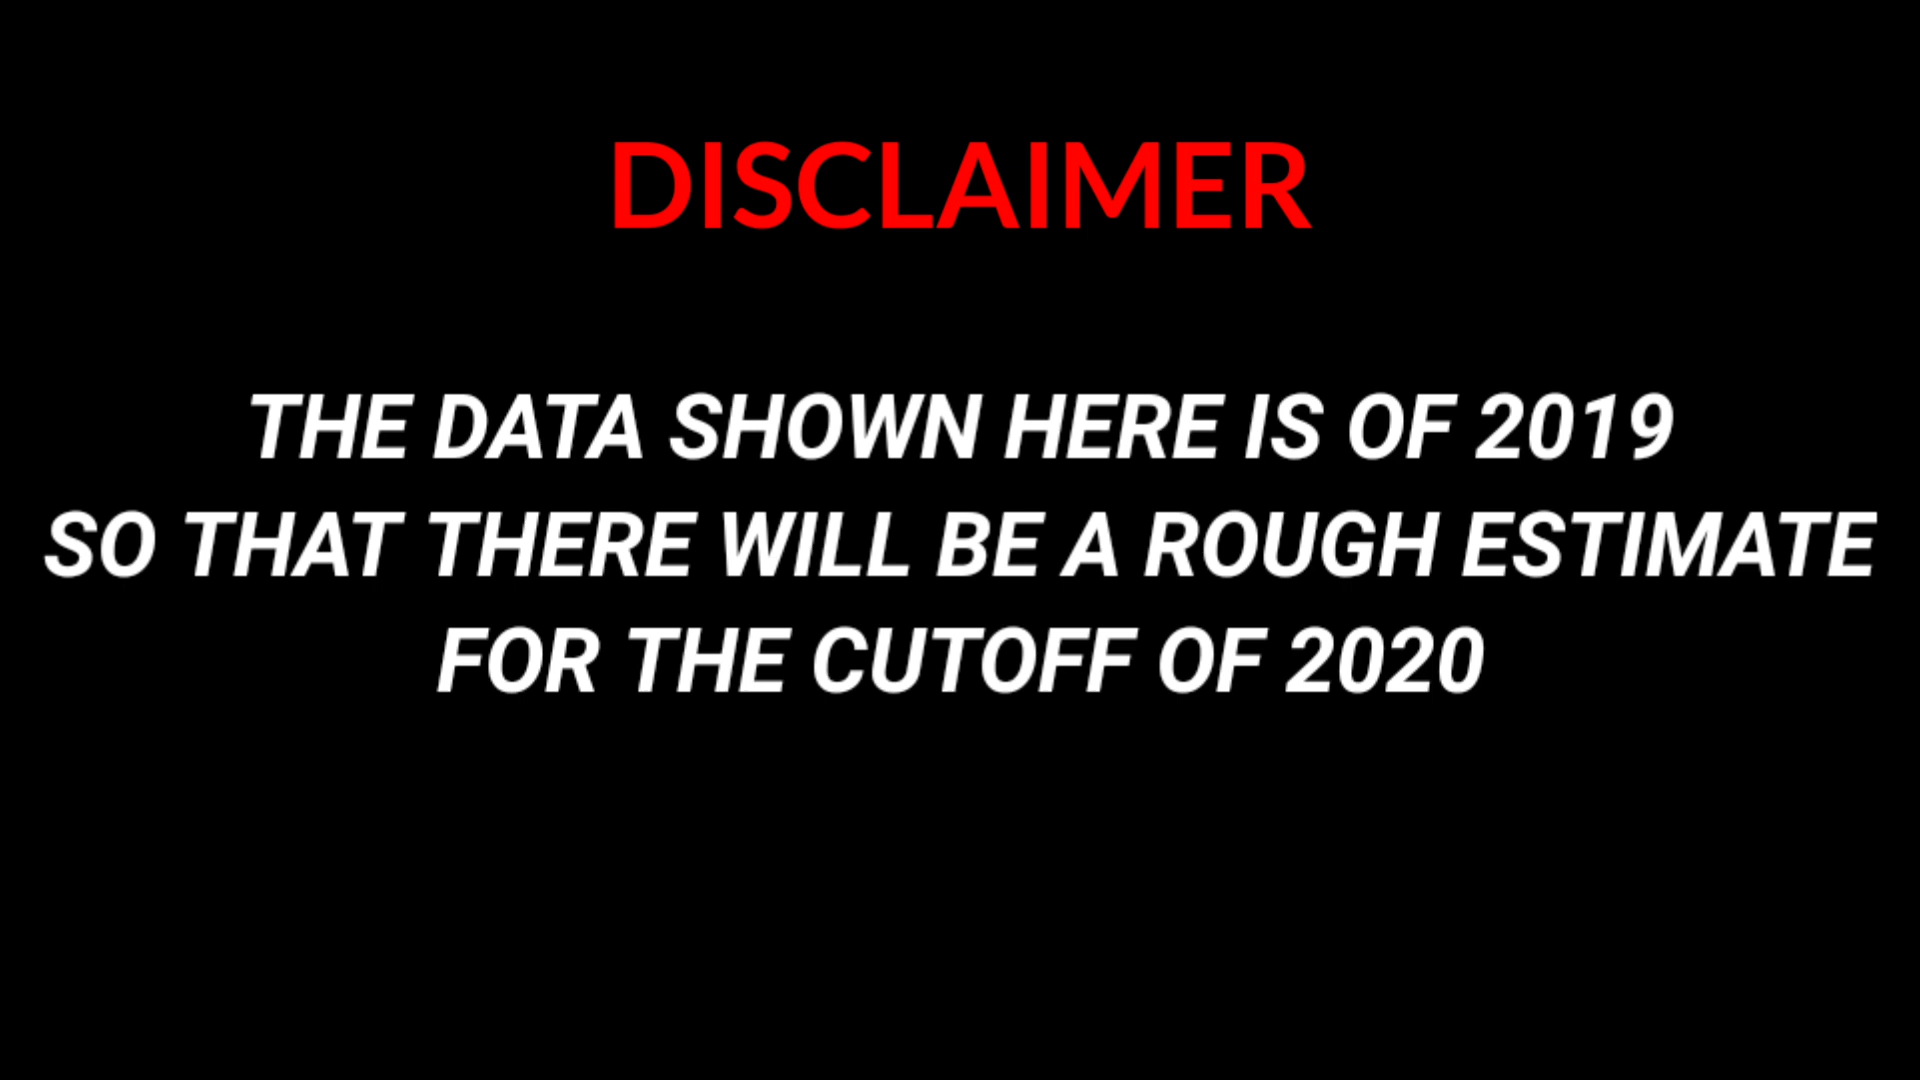 DISCLAIMER
THE DATA SHOWN HERE IS OF 2019
SO THAT THERE WILL BE A ROUGH ESTIMATE
FOR THE CUTOFF OF 2020